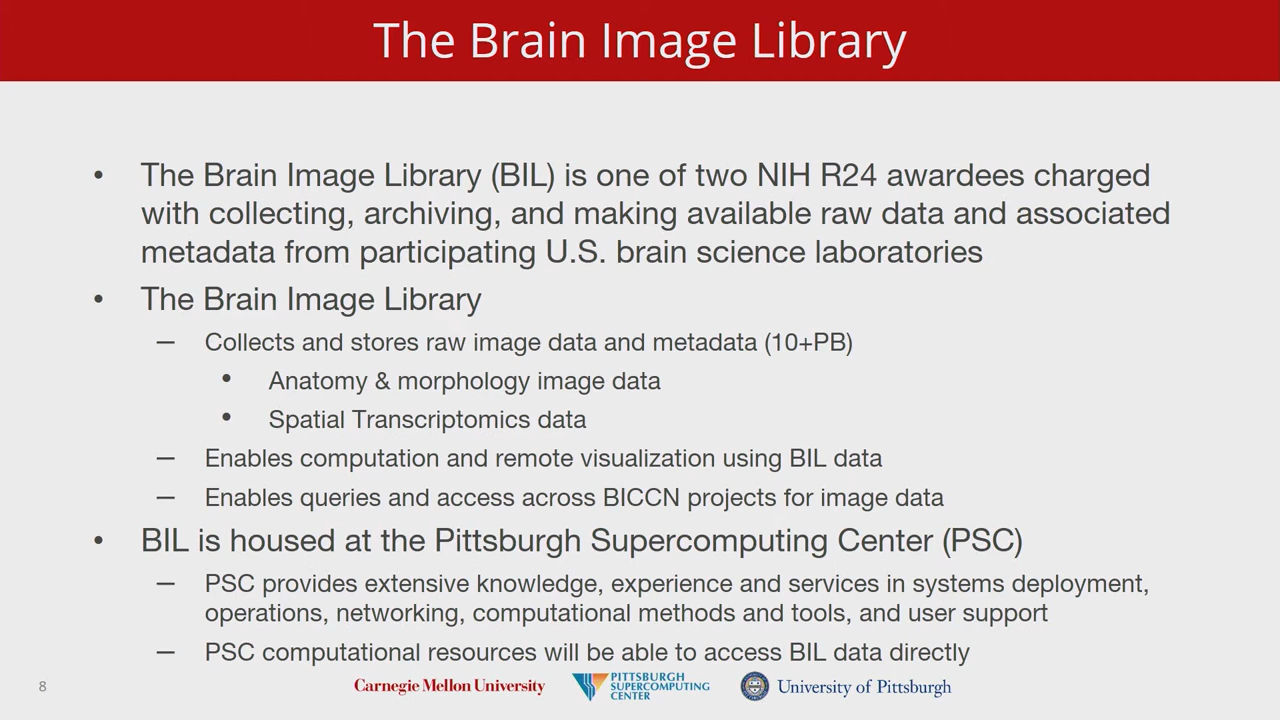 The Brain Image Library
• The Brain Image Library (BIL) is one of two NIH R24 awardees charged
with collecting, archiving, and making available raw data and associated
metadata from participating U.S. brain science laboratories
• The Brain Image Library
– Collects and stores raw image data and metadata (10+PB)
• Anatomy & morphology image data
• Spatial Transcriptomics data
– Enables computation and remote visualization using BIL data
– Enables queries and access across BICCN projects for image data
• BIL is housed at the Pittsburgh Supercomputing Center (PSC)
– PSC provides extensive knowledge, experience and services in systems deployment,
operations, networking, computational methods and tools, and user support
– PSC computational resources will be able to access BIL data directly
8
Carnegie Mellon University
PITTSBURGH
SUPERCOMPUTING
CENTER
University of Pittsburgh